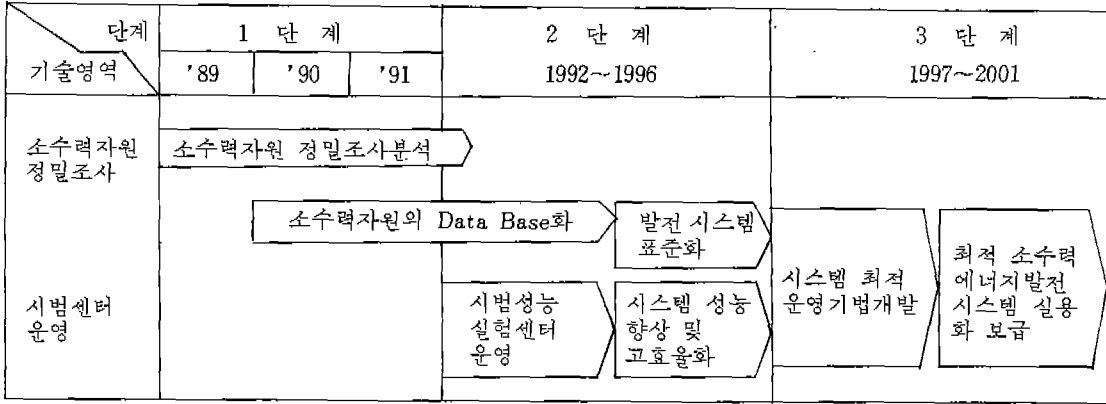 단계
기술영역
1 단 계
2 단 계
3 단 계
'89
'90
'91
1992~1996
1997~2001
소수력자원
정밀조사
소수력자원 정밀조사분석
소수력자원의 Data Base화
발전 시스템
표준화
시범센터
운영
시범성능
실험센터
운영
시스템 성능
향상 및
고효율화
시스템 최적
운영기법개발
최적 소수력
에너지발전
시스템 실용
화 보급